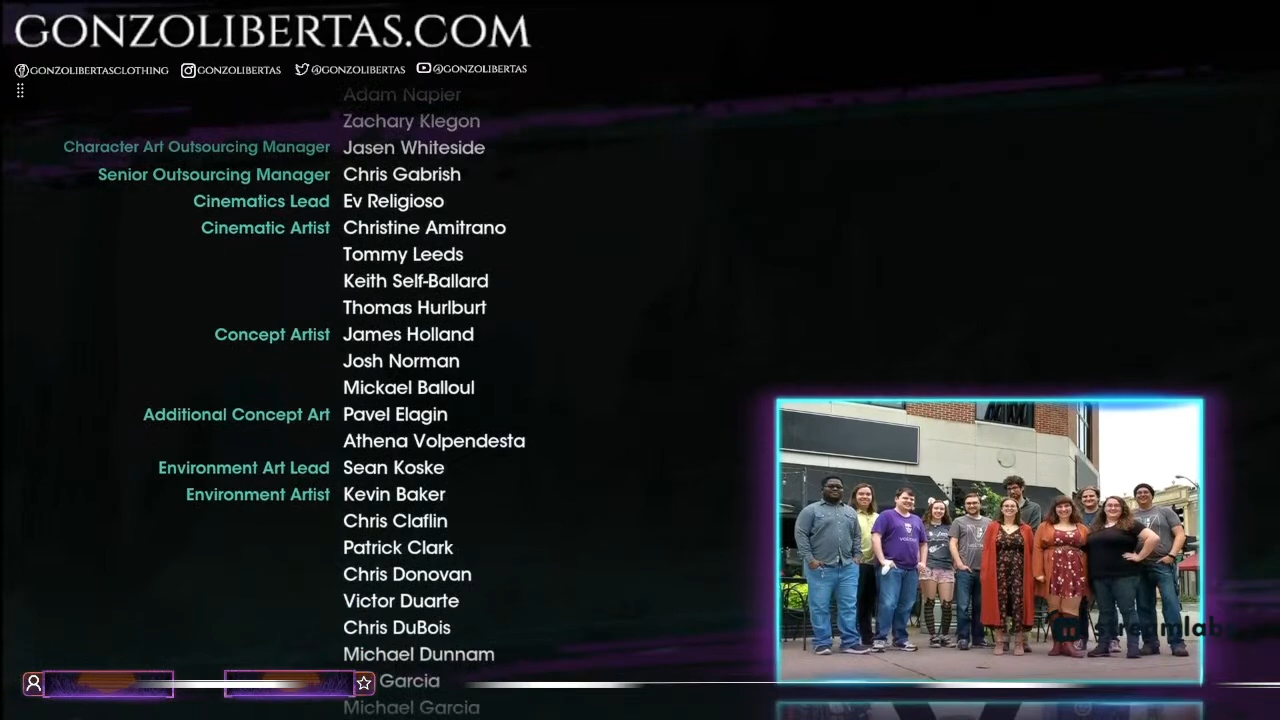 GONZOLIBERTAS.COM
GONZOLIBERTASCLOTHING GONZOLIBERTAS @GONZOLIBERTAS @GONZOLIBERTAS
Adam Napier
Zachary Klegon
Character Art Outsourcing Manager Jasen Whiteside
Senior Outsourcing Manager Chris Gabrish
Cinematics Lead Ev Religioso
Cinematic Artist Christine Amitrano
Tommy Leeds
Keith Self-Ballard
Thomas Hurlburt
Concept Artist James Holland
Josh Norman
Mickael Balloul
Additional Concept Art Pavel Elagin
Athena Volpendesta
Environment Art Lead Sean Koske
Environment Artist Kevin Baker
Chris Claflin
Patrick Clark
Chris Donovan
Victor Duarte
Chris DuBois
Michael Dunnam
Garcia
Michael Garcia
streamlabs